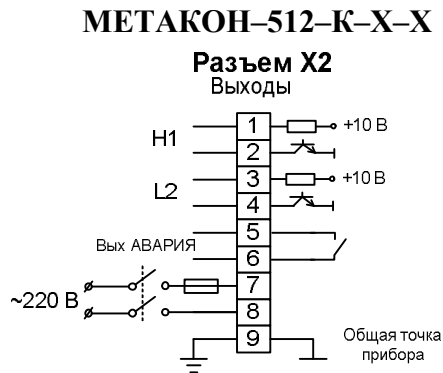 МЕТАКОН–512–К–Х–Х
Разъем X2
Выходы
H1
1
+10 В
2
L2
3
+10 В
4
Вых АВАРИЯ
5
6
~220 В
7
8
9
Общая точка
прибора